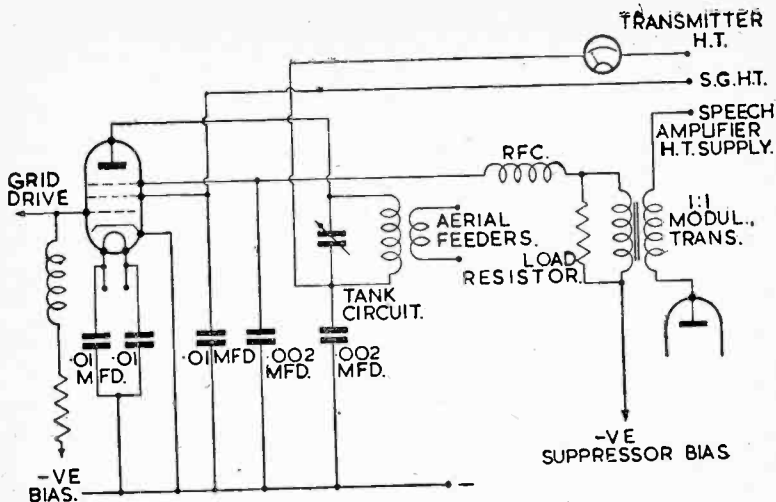 TRANSMITTER
H.T.
S.G.H.T.
SPEECH
AMPLIFIER
H.T. SUPPLY.
RFC.
GRID
DRIVE
1:1
MODUL.,
TRANS.
AERIAL
FEEDERS.
LOAD
RESISTOR.
TANK
CIRCUIT.
.01
MFD.
.01
.01 MFD
.002
MFD.
.002
MFD.
-VE
BIAS.
-
-VE
SUPPRESSOR BIAS